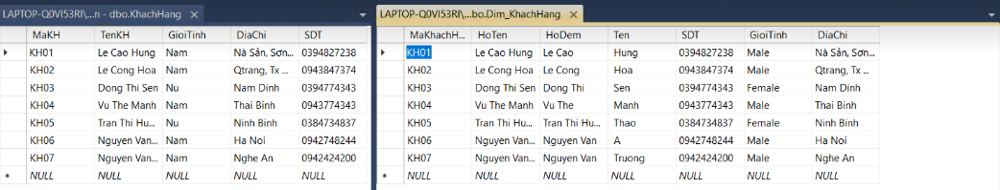 LAPTOP-Q0VI53RI\...n - dbo.KhachHang
MaKH TenKH GioiTinh DiaChi SDT
KH01 Le Cao Hung Nam Nà Sản, Sơn... 0394827238
KH02 Le Cong Hoa Nam Qtrang, Tx ... 0943847374
KH03 Dong Thi Sen Nu Nam Dinh 0394774343
KH04 Vu The Manh Nam Thai Binh 0943774343
KH05 Tran Thi Hu... Nu Ninh Binh 0384734837
KH06 Nguyen Van... Nam Ha Noi 0942748244
KH07 Nguyen Van... Nam Nghe An 0942424200
NULL NULL NULL NULL NULL
LAPTOP-Q0VI53RI\...bo.Dim_KhachHang
MaKhachH... HoTen HoDem Ten SDT GioiTinh DiaChi
KH01 Le Cao Hung Le Cao Hung 0394827238 Male Nà Sản, Sơn...
KH02 Le Cong Hoa Le Cong Hoa 0943847374 Male Qtrang, Tx ...
KH03 Dong Thi Sen Dong Thi Sen 0394774343 Female Nam Dinh
KH04 Vu The Manh Vu The Manh 0943774343 Male Thai Binh
KH05 Tran Thi Hu... Tran Thi Hu... Thao 0384734837 Female Ninh Binh
KH06 Nguyen Van... Nguyen Van A 0942748244 Male Ha Noi
KH07 Nguyen Van... Nguyen Van Truong 0942424200 Male Nghe An
NULL NULL NULL NULL NULL NULL NULL